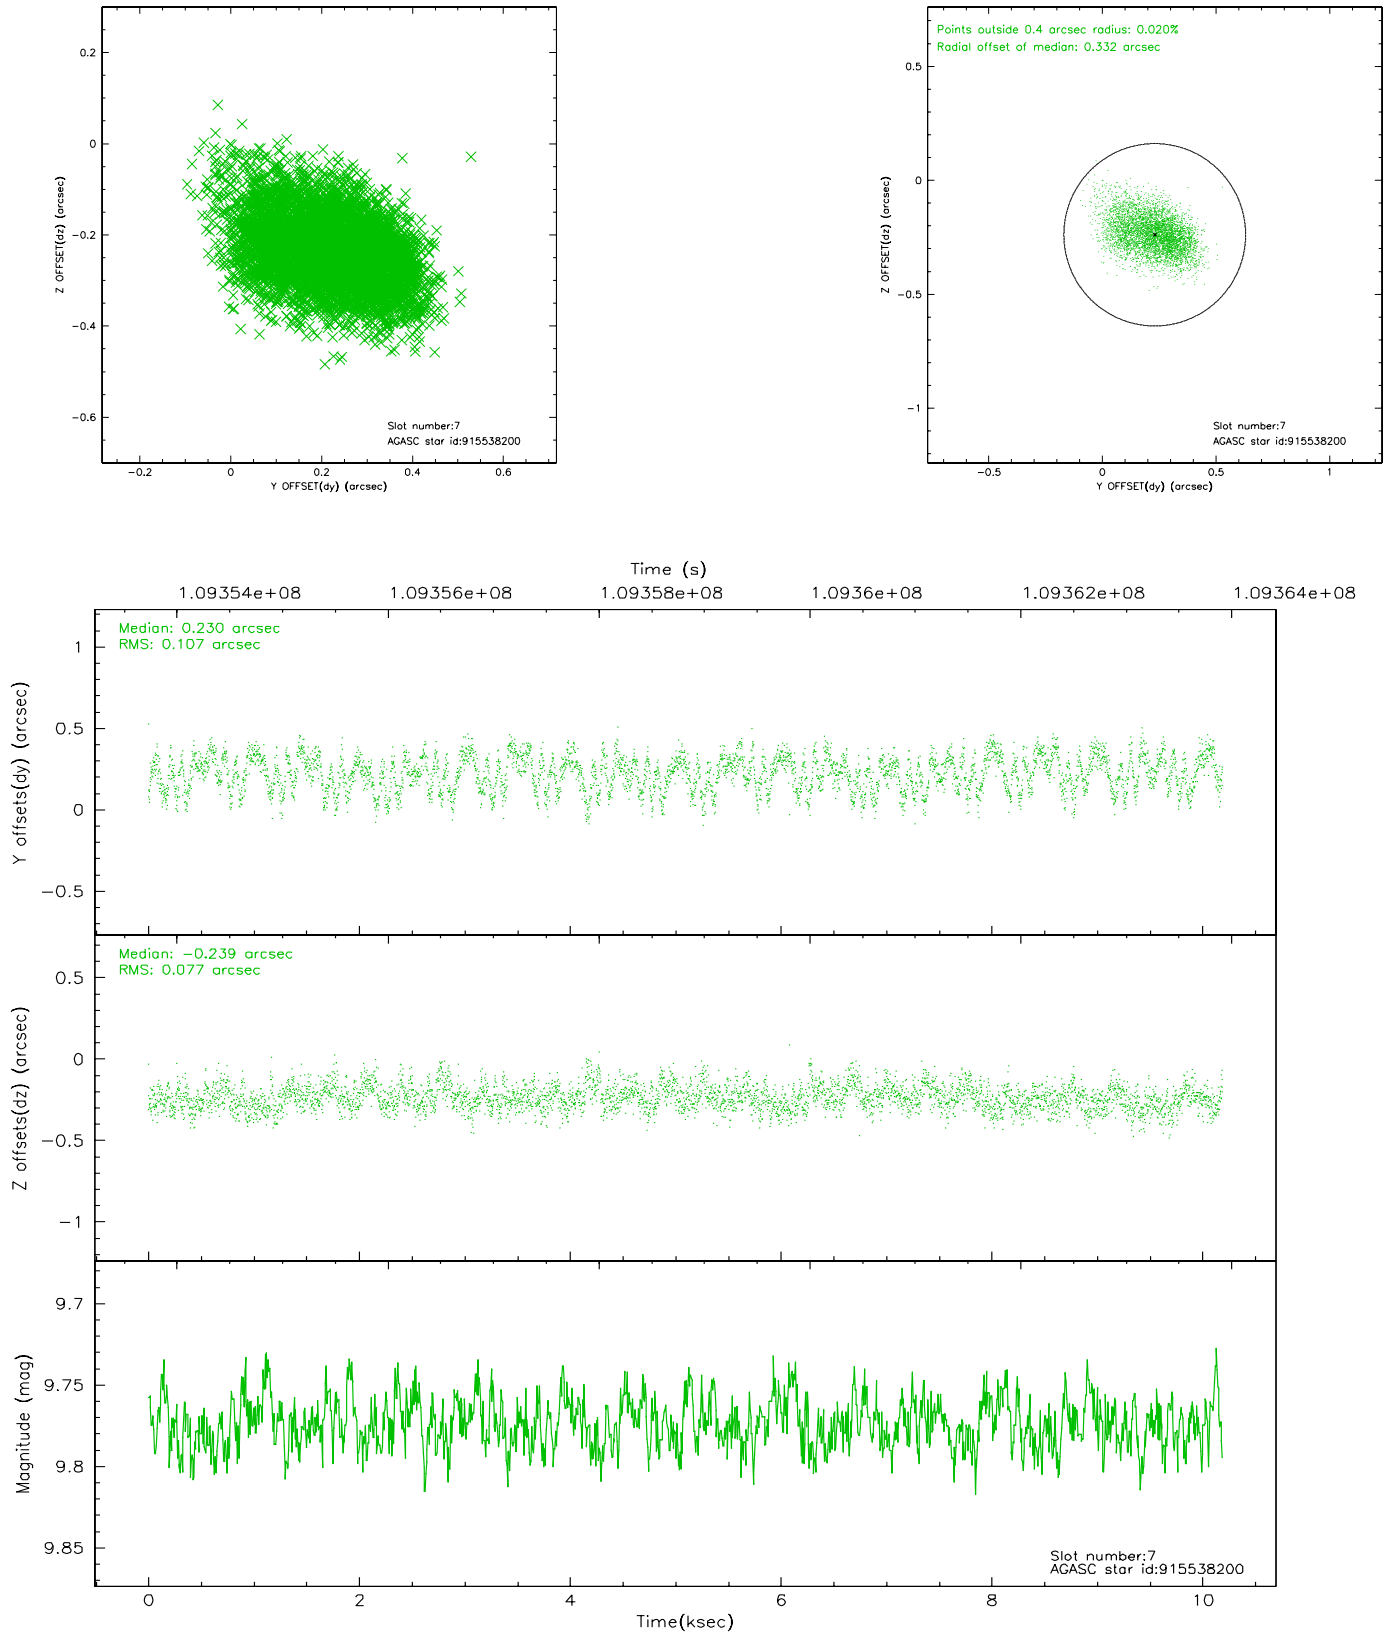 0.2
0
-0.2
-0.4
-0.6
Z OFFSET(dz) (arcsec)
Slot number:7
AGASC star id:915538200
-0.2 0 0.2 0.4 0.6
Y OFFSET(dy) (arcsec)
Points outside 0.4 arcsec radius: 0.020%
Radial offset of median: 0.332 arcsec
0.5
0
-0.5
-1
Z OFFSET(dz) (arcsec)
Slot number:7
AGASC star id:915538200
-0.5 0 0.5 1
Y OFFSET(dy) (arcsec)
Time (s)
1.09354e+08 1.09356e+08 1.09358e+08 1.0936e+08 1.09362e+08 1.09364e+08
Median: 0.230 arcsec
RMS: 0.107 arcsec
1
0.5
0
-0.5
Y offsets(dy) (arcsec)
Median: -0.239 arcsec
RMS: 0.077 arcsec
0.5
0
-0.5
-1
Z offsets(dz) (arcsec)
9.7
9.75
9.8
9.85
Magnitude (mag)
Slot number:7
AGASC star id:915538200
0 2 4 6 8 10
Time(ksec)